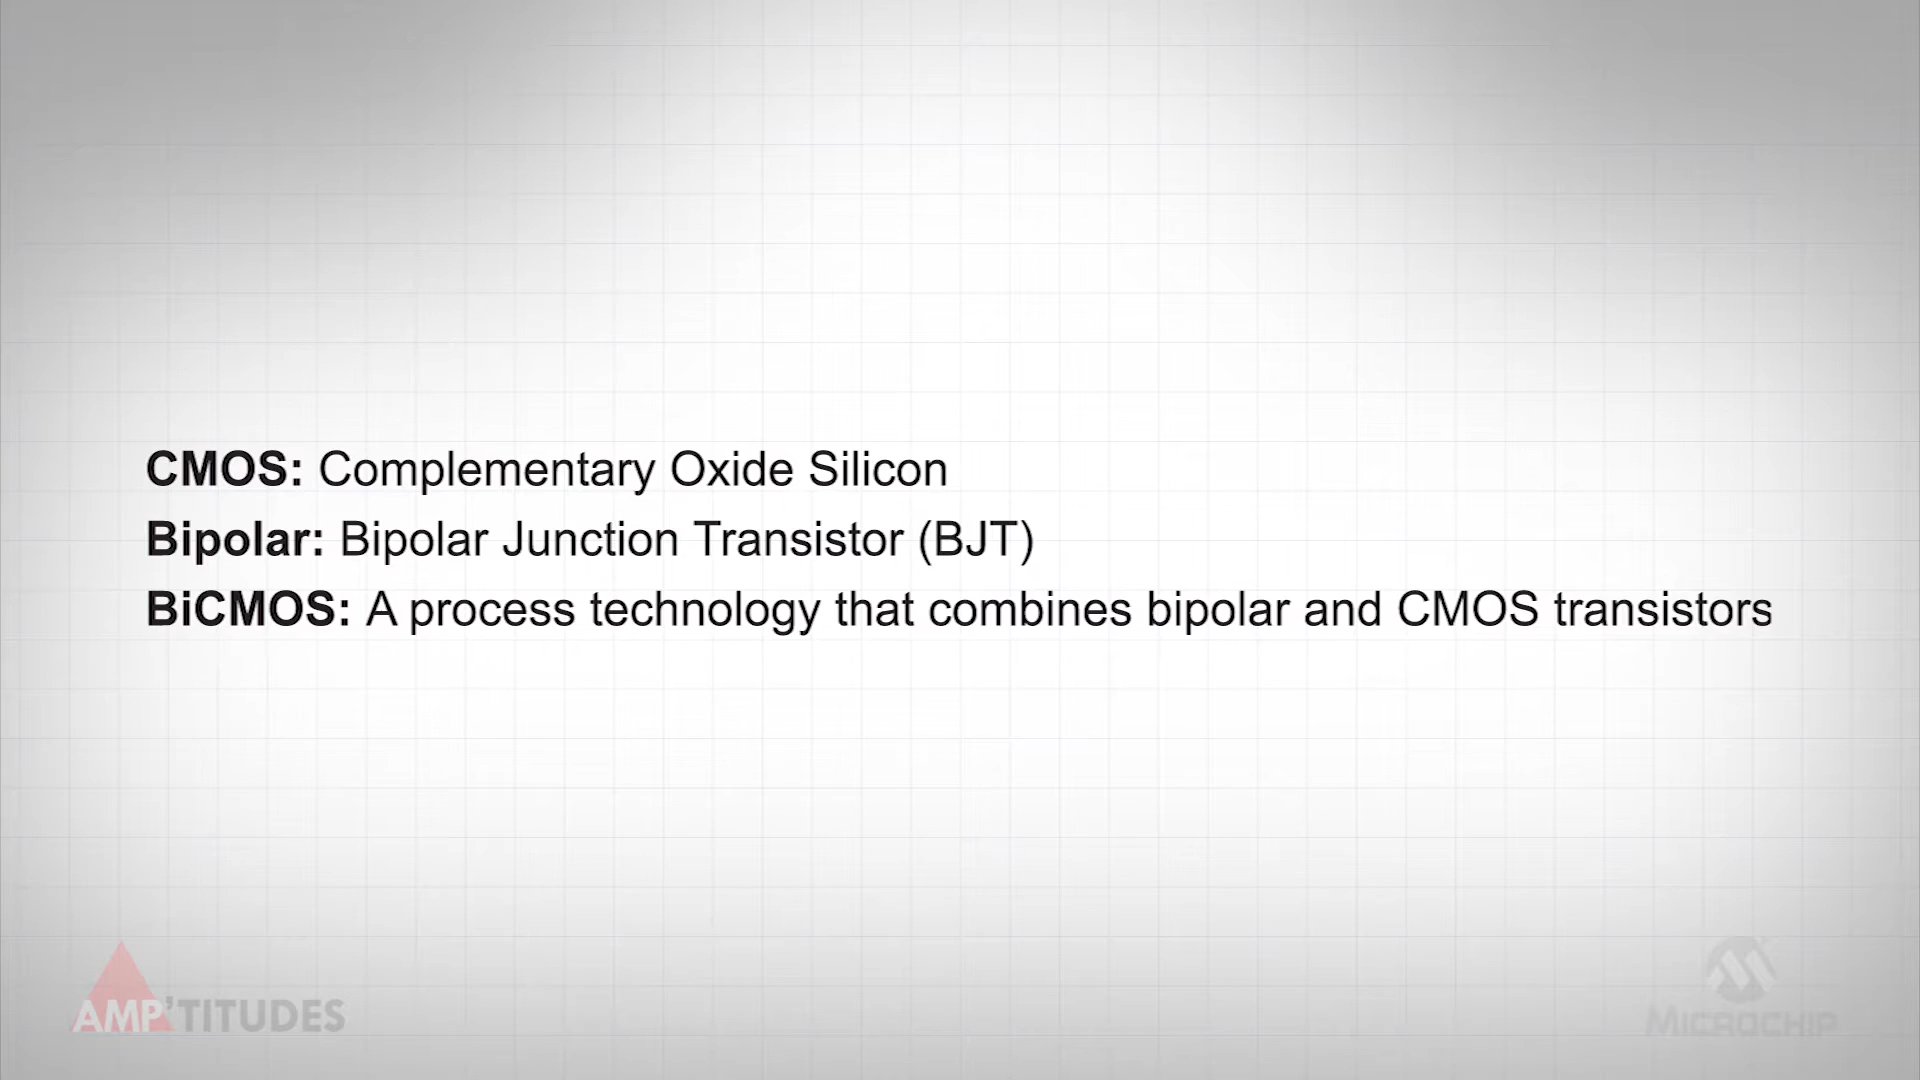 CMOS: Complementary Oxide Silicon
Bipolar: Bipolar Junction Transistor (BJT)
BiCMOS: A process technology that combines bipolar and CMOS transistors
AMP'TITUDES
MICROCHIP